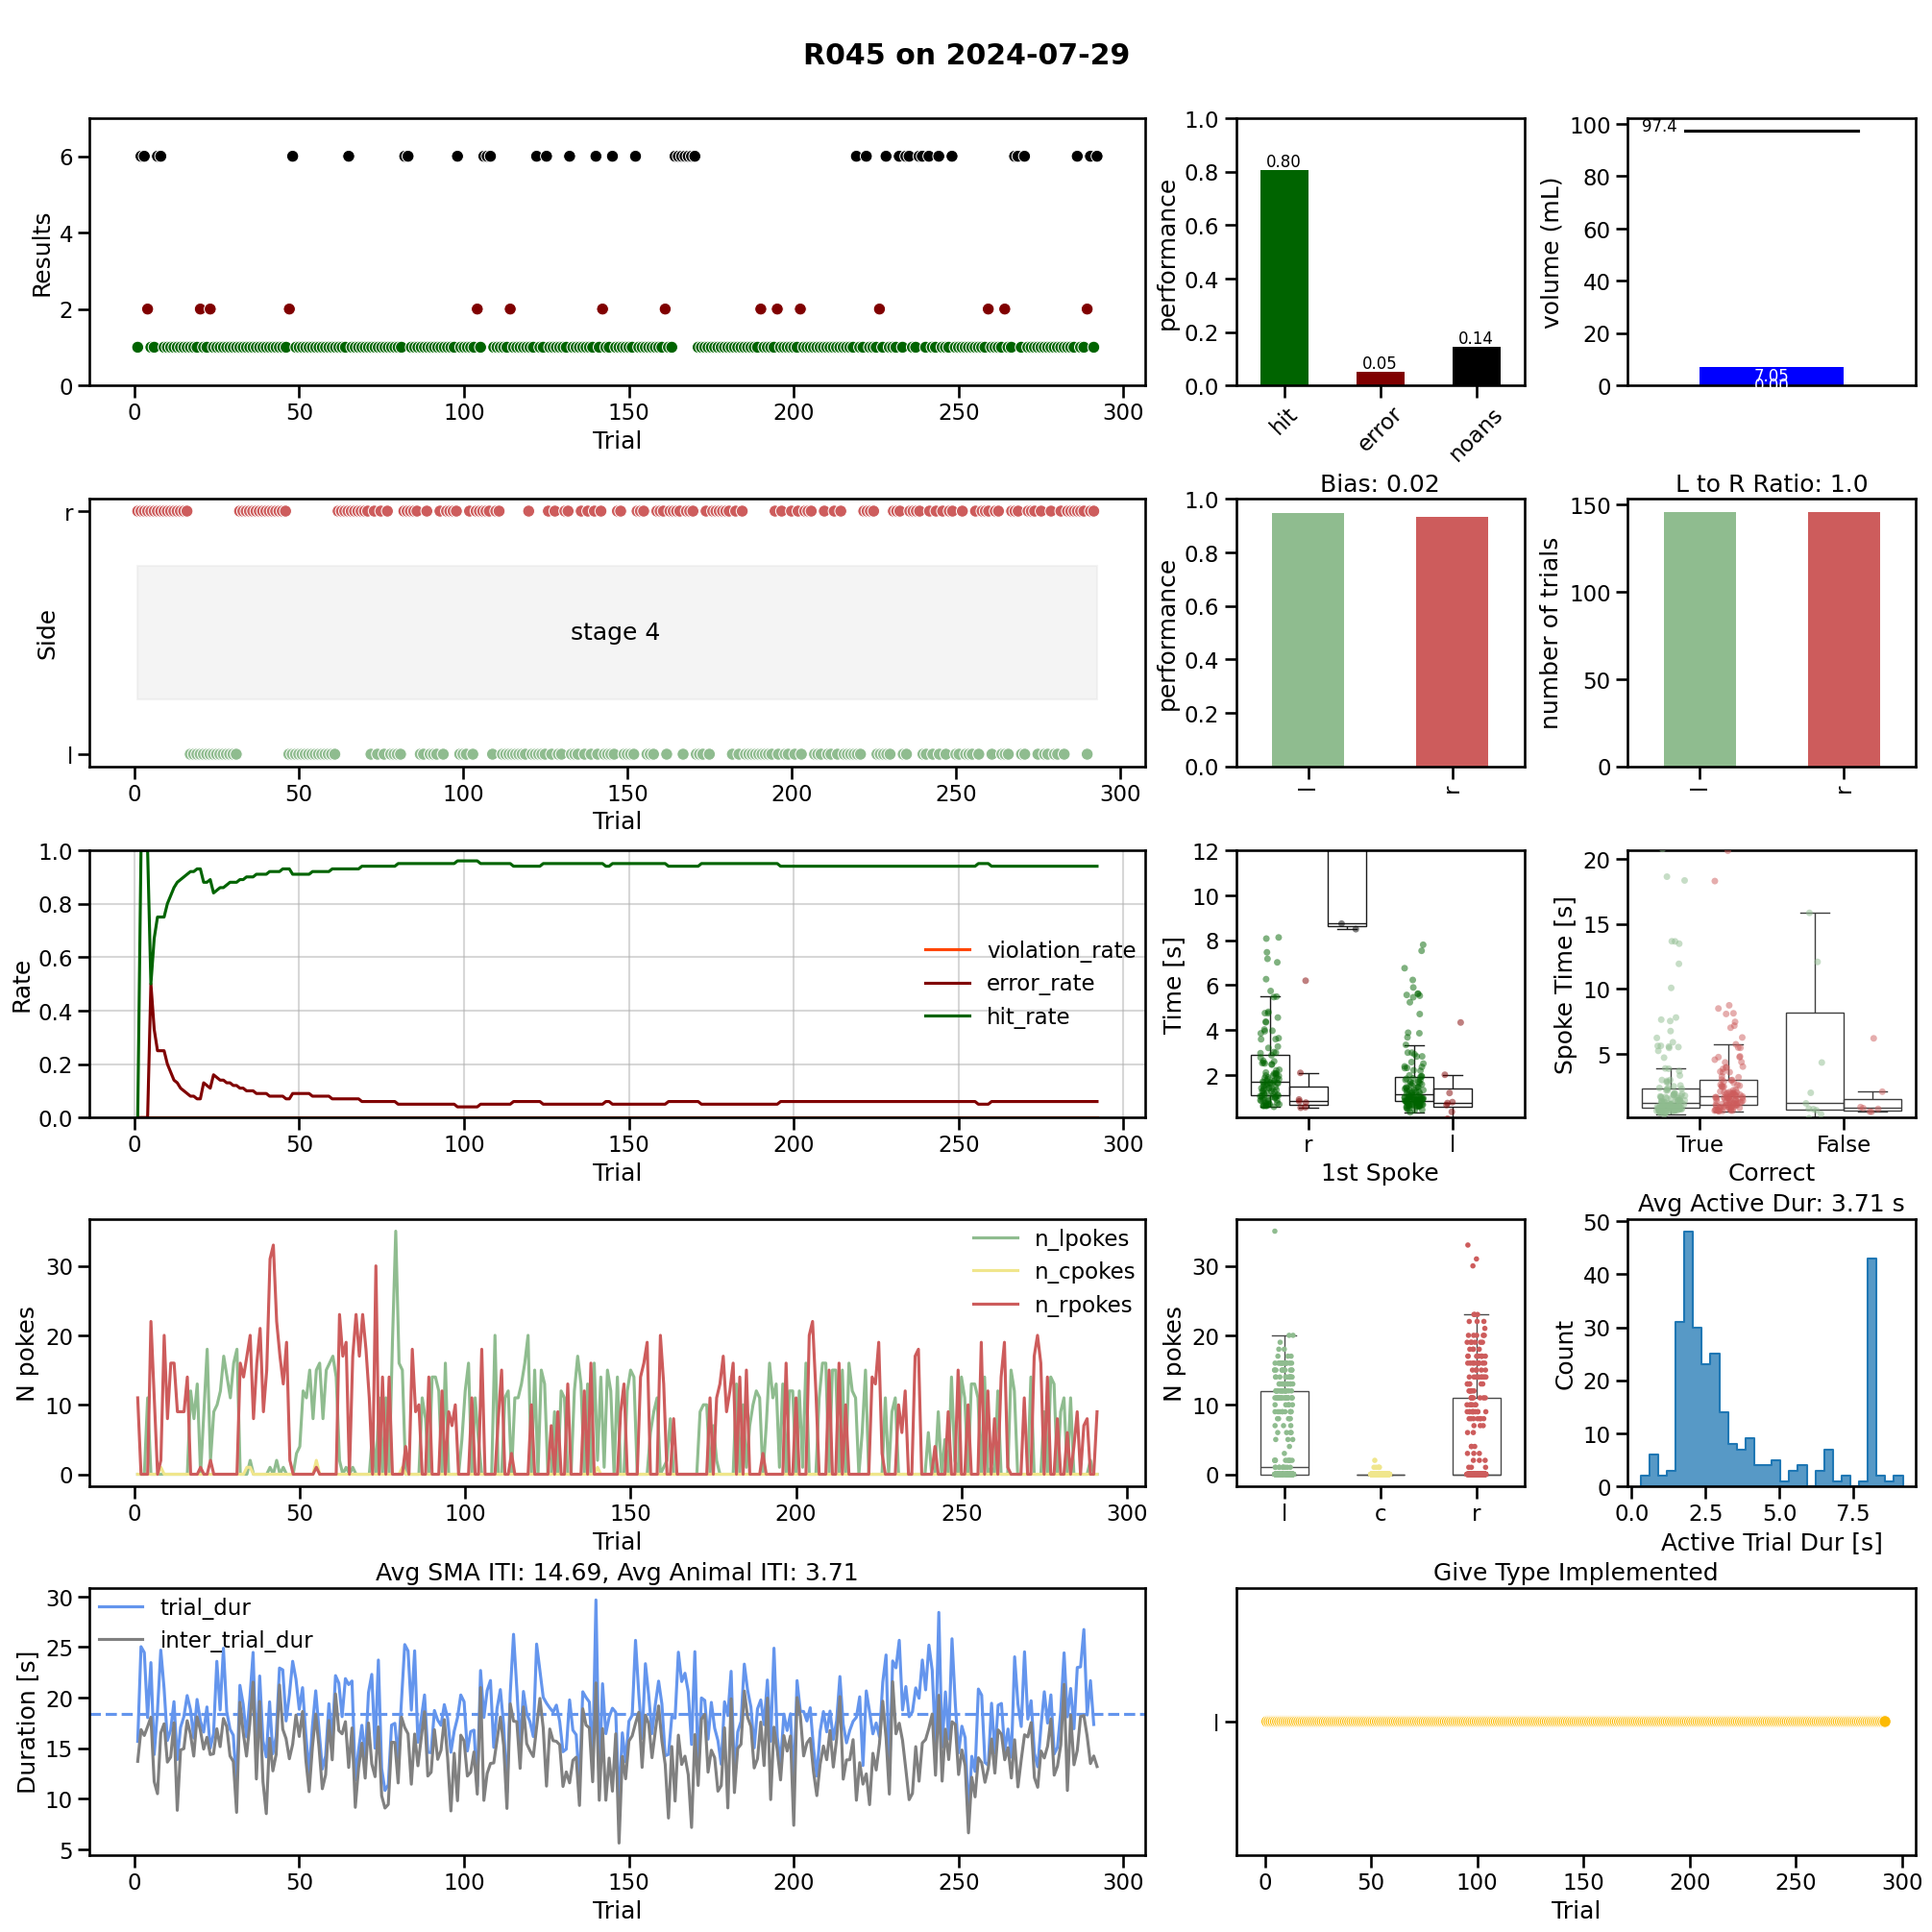 R045 on 2024-07-29
Results
6
4
2
0
0 50 100 150 200 250 300
Trial
performance
1.0
0.8
0.6
0.4
0.2
0.0
0.80
0.05
0.14
hit error noans
volume (mL)
100
80
60
40
20
0
97.4
7.05
Side
r
l
stage 4
0 50 100 150 200 250 300
Trial
Bias: 0.02
performance
1.0
0.8
0.6
0.4
0.2
0.0
l r
L to R Ratio: 1.0
number of trials
150
100
50
0
l r
Rate
1.0
0.8
0.6
0.4
0.2
0.0
violation_rate
error_rate
hit_rate
0 50 100 150 200 250 300
Trial
Time [s]
12
10
8
6
4
2
r l
1st Spoke
Spoke Time [s]
20
15
10
5
True False
Correct
N pokes
30
20
10
0
n_lpokes
n_cpokes
n_rpokes
0 50 100 150 200 250 300
Trial
N pokes
30
20
10
0
l c r
Avg Active Dur: 3.71 s
Count
50
40
30
20
10
0
0.0 2.5 5.0 7.5
Active Trial Dur [s]
Avg SMA ITI: 14.69, Avg Animal ITI: 3.71
Duration [s]
30
25
20
15
10
5
trial_dur
inter_trial_dur
0 50 100 150 200 250 300
Trial
Give Type Implemented
l
0 50 100 150 200 250 300
Trial